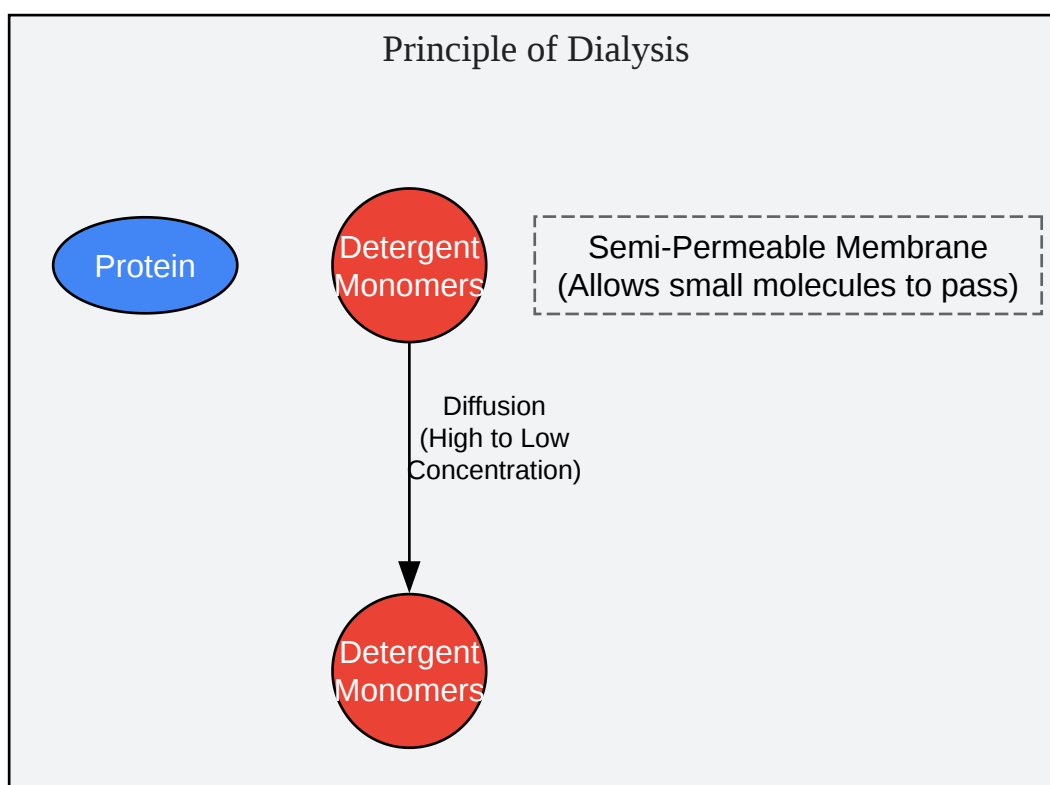 Principle of Dialysis
Protein
Detergent
Monomers
Semi-Permeable Membrane
(Allows small molecules to pass)
Diffusion
(High to Low
Concentration)
Detergent
Monomers